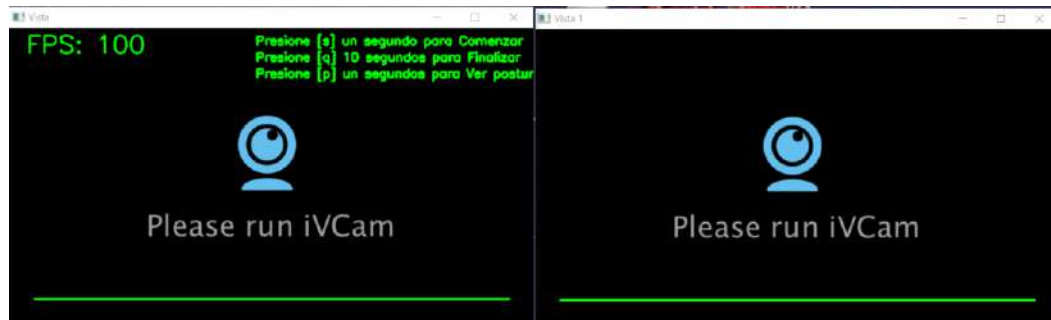 Vista
Vista 1
FPS: 100
Presione [s] un segundo para Comenzar
Presione [q] 10 segundos para Finalizar
Presione [p] un segundos para Ver postur
Please run iVCam
Please run iVCam